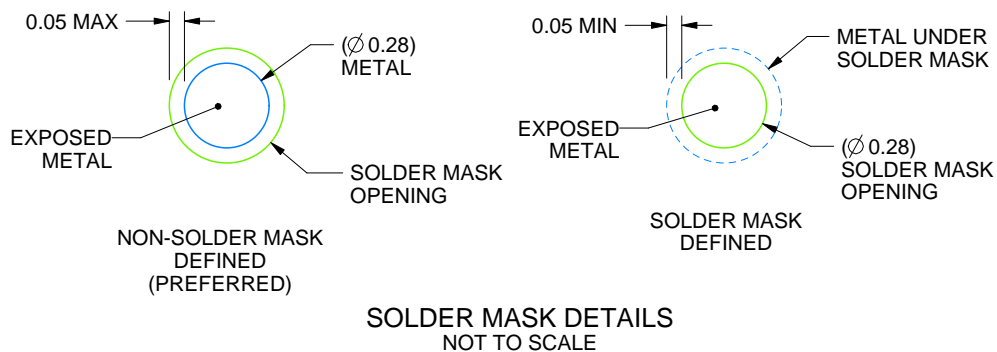 0.05 MAX
(∅ 0.28)
METAL
EXPOSED
METAL
SOLDER MASK
OPENING
NON-SOLDER MASK
DEFINED
(PREFERRED)
0.05 MIN
METAL UNDER
SOLDER MASK
EXPOSED
METAL
(∅ 0.28)
SOLDER MASK
OPENING
SOLDER MASK
DEFINED
SOLDER MASK DETAILS
NOT TO SCALE